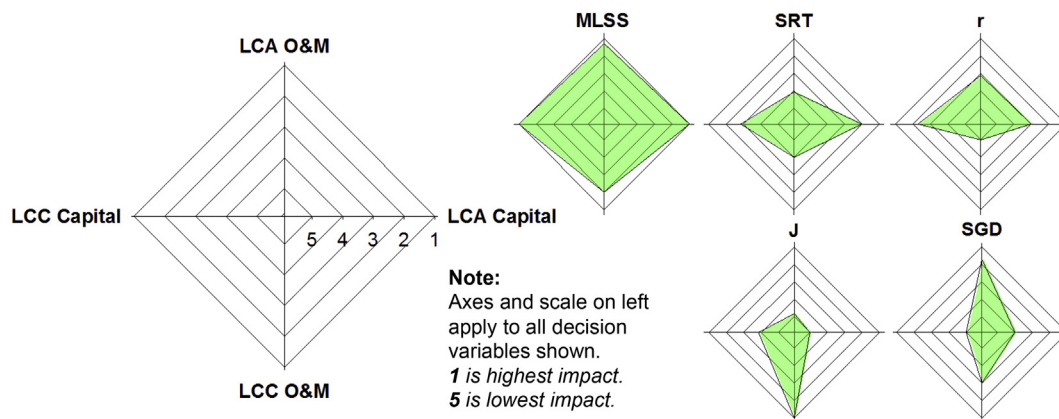 LCA O&M
LCC Capital
5 4 3 2 1
LCA Capital
LCC O&M
Note:
Axes and scale on left
apply to all decision
variables shown.
1 is highest impact.
5 is lowest impact.
MLSS
SRT
r
J
SGD